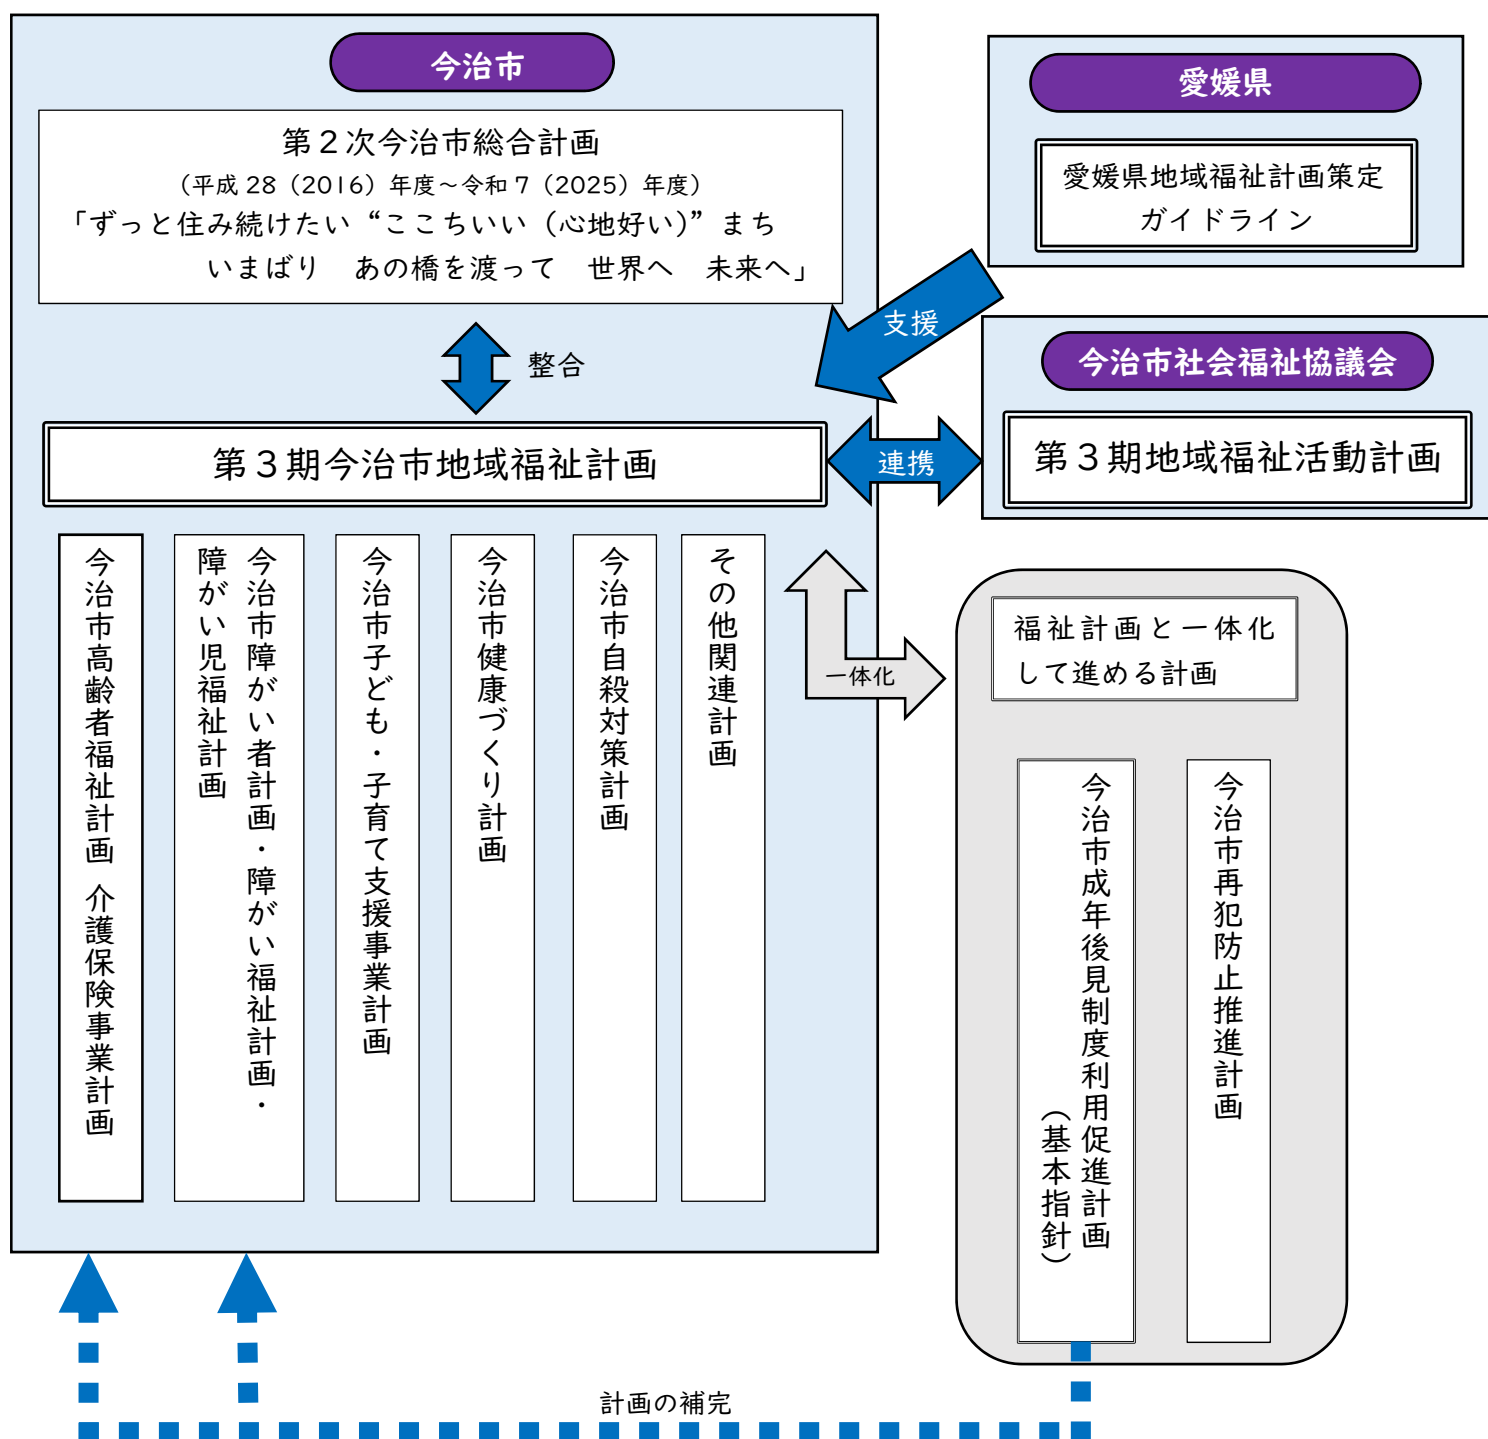 今治市
第２次今治市総合計画
（平成 28（2016）年度～令和 7（2025）年度）
「ずっと住み続けたい “ここちいい（心地好い）” まち
いまばり　あの橋を渡って　世界へ　未来へ」
整合
第３期今治市地域福祉計画
愛媛県
愛媛県地域福祉計画策定
ガイドライン
支援
今治市社会福祉協議会
第３期地域福祉活動計画
連携
今治市高齢者福祉計画 介護保険事業計画
今治市障がい者計画・障がい福祉計画・
障がい児福祉計画
今治市子ども・子育て支援事業計画
今治市健康づくり計画
今治市自殺対策計画
その他関連計画
一体化
福祉計画と一体化
して進める計画
今治市成年後見制度利用促進計画
（基本指針）
今治市再犯防止推進計画
計画の補完